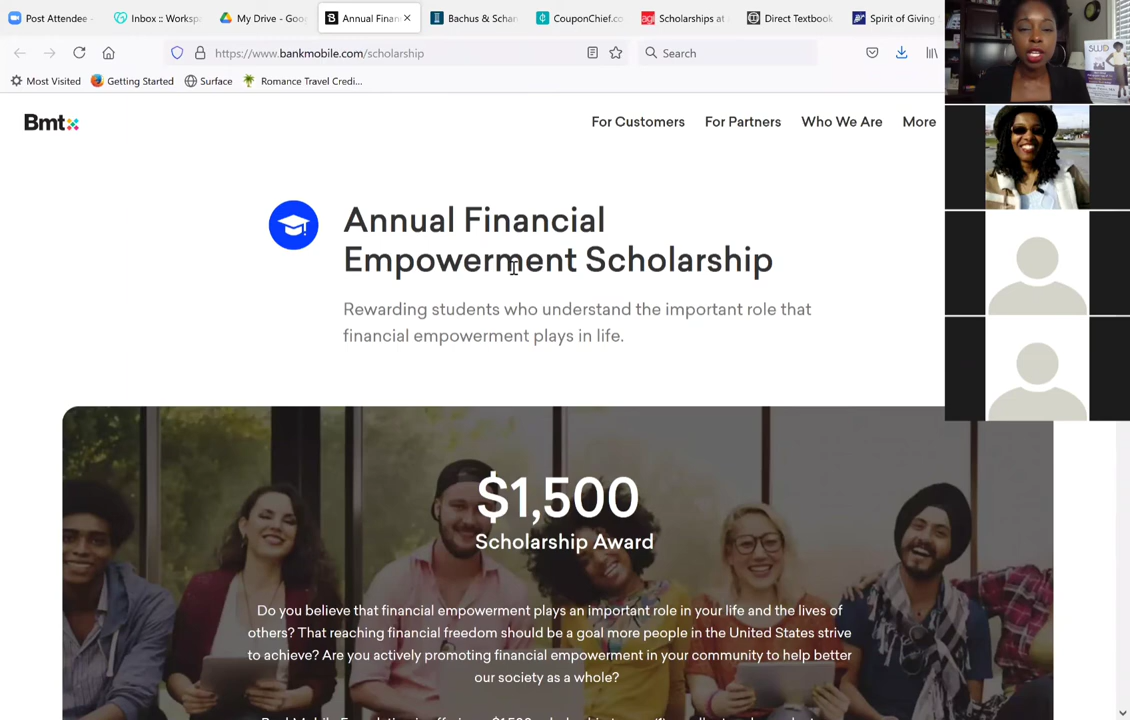 Post Attendee -
Inbox :: Worksp
My Drive - Goo
Annual Finan
Bachus & Schan
CouponChief.co
Scholarships at
Direct Textbook
Spirit of Giving
https://www.bankmobile.com/scholarship
Search
Most Visited
Getting Started
Surface
Romance Travel Credi...
Bmt
For Customers
For Partners
Who We Are
More
SWID
Annual Financial
Empowerment Scholarship
Rewarding students who understand the important role that
financial empowerment plays in life.
$1,500
Scholarship Award
Do you believe that financial empowerment plays an important role in your life and the lives of
others? That reaching financial freedom should be a goal more people in the United States strive
to achieve? Are you actively promoting financial empowerment in your community to help better
our society as a whole?